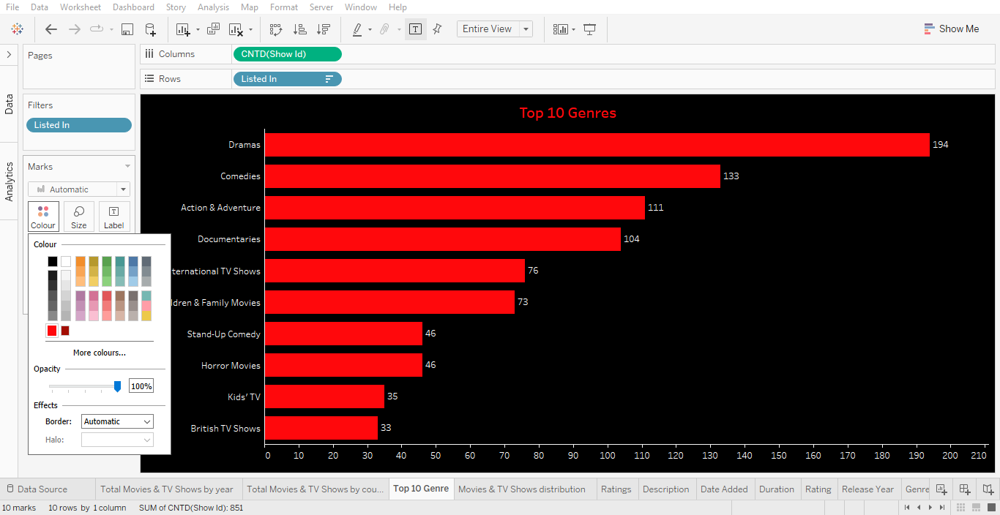 File Data Worksheet Dashboard Story Analysis Map Format Server Window Help
T Entire View Show Me
Pages
Columns CNTD(Show Id)
Rows Listed In
Data
Filters
Listed In
Analytics
Marks
Automatic
Colour Size T Label
Colour
More colours...
Opacity
100%
Effects
Border: Automatic
Halo:
Top 10 Genres
Dramas 194
Comedies 133
Action & Adventure 111
Documentaries 104
ternational TV Shows 76
ldren & Family Movies 73
Stand-Up Comedy 46
Horror Movies 46
Kids' TV 35
British TV Shows 33
0 10 20 30 40 50 60 70 80 90 100 110 120 130 140 150 160 170 180 190 200 210
Data Source Total Movies & TV Shows by year Total Movies & TV Shows by cou... Top 10 Genre Movies & TV Shows distribution Ratings Description Date Added Duration Rating Release Year Genre
10 marks 10 rows by 1 column SUM of CNTD(Show Id): 851